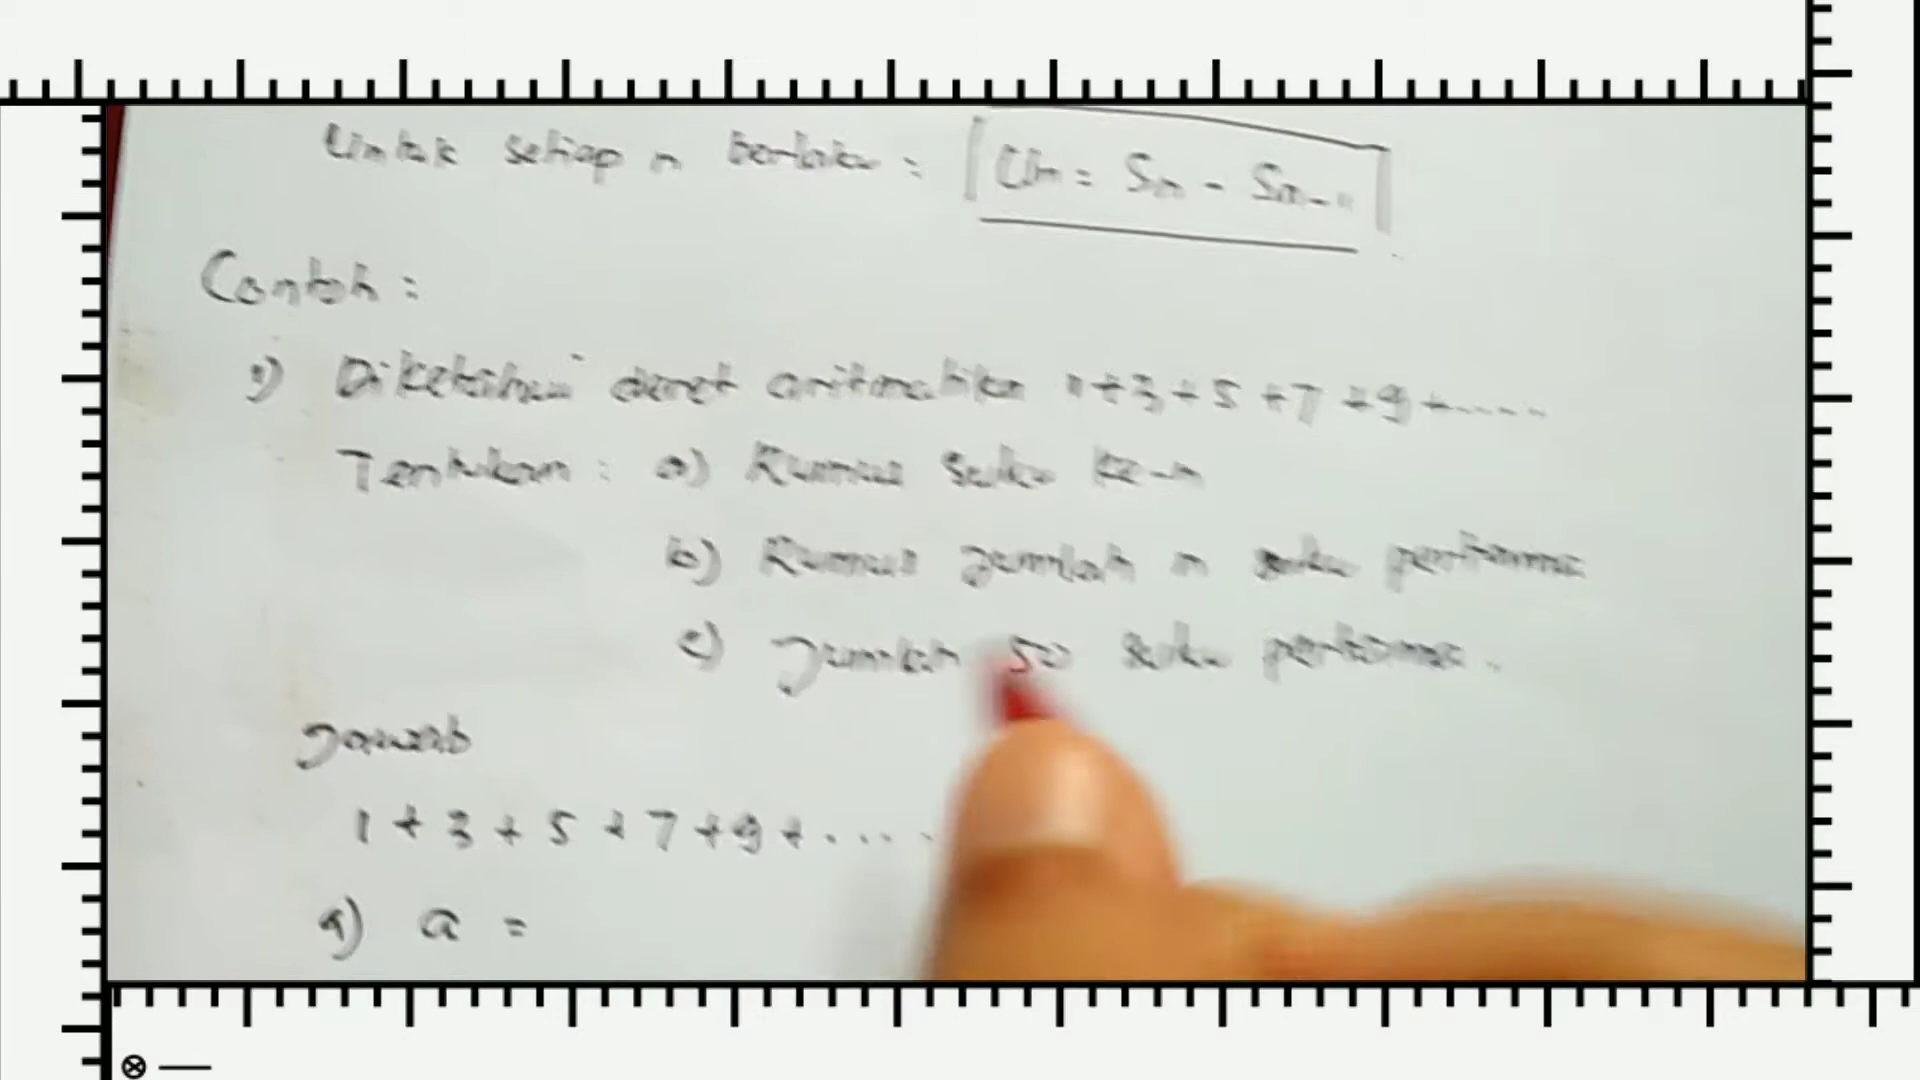 Untuk setiap n berlaku : Un = Sn - Sn-1
Contoh :
1) Diketahui deret aritmatika 1+3+5+7+9+.....
Tentukan : a) Rumus suku ke-n
b) Rumus Jumlah n suku pertama
c) Jumlah 50 suku pertama.
Jawab
1+3+5+7+9+.....
a) a =